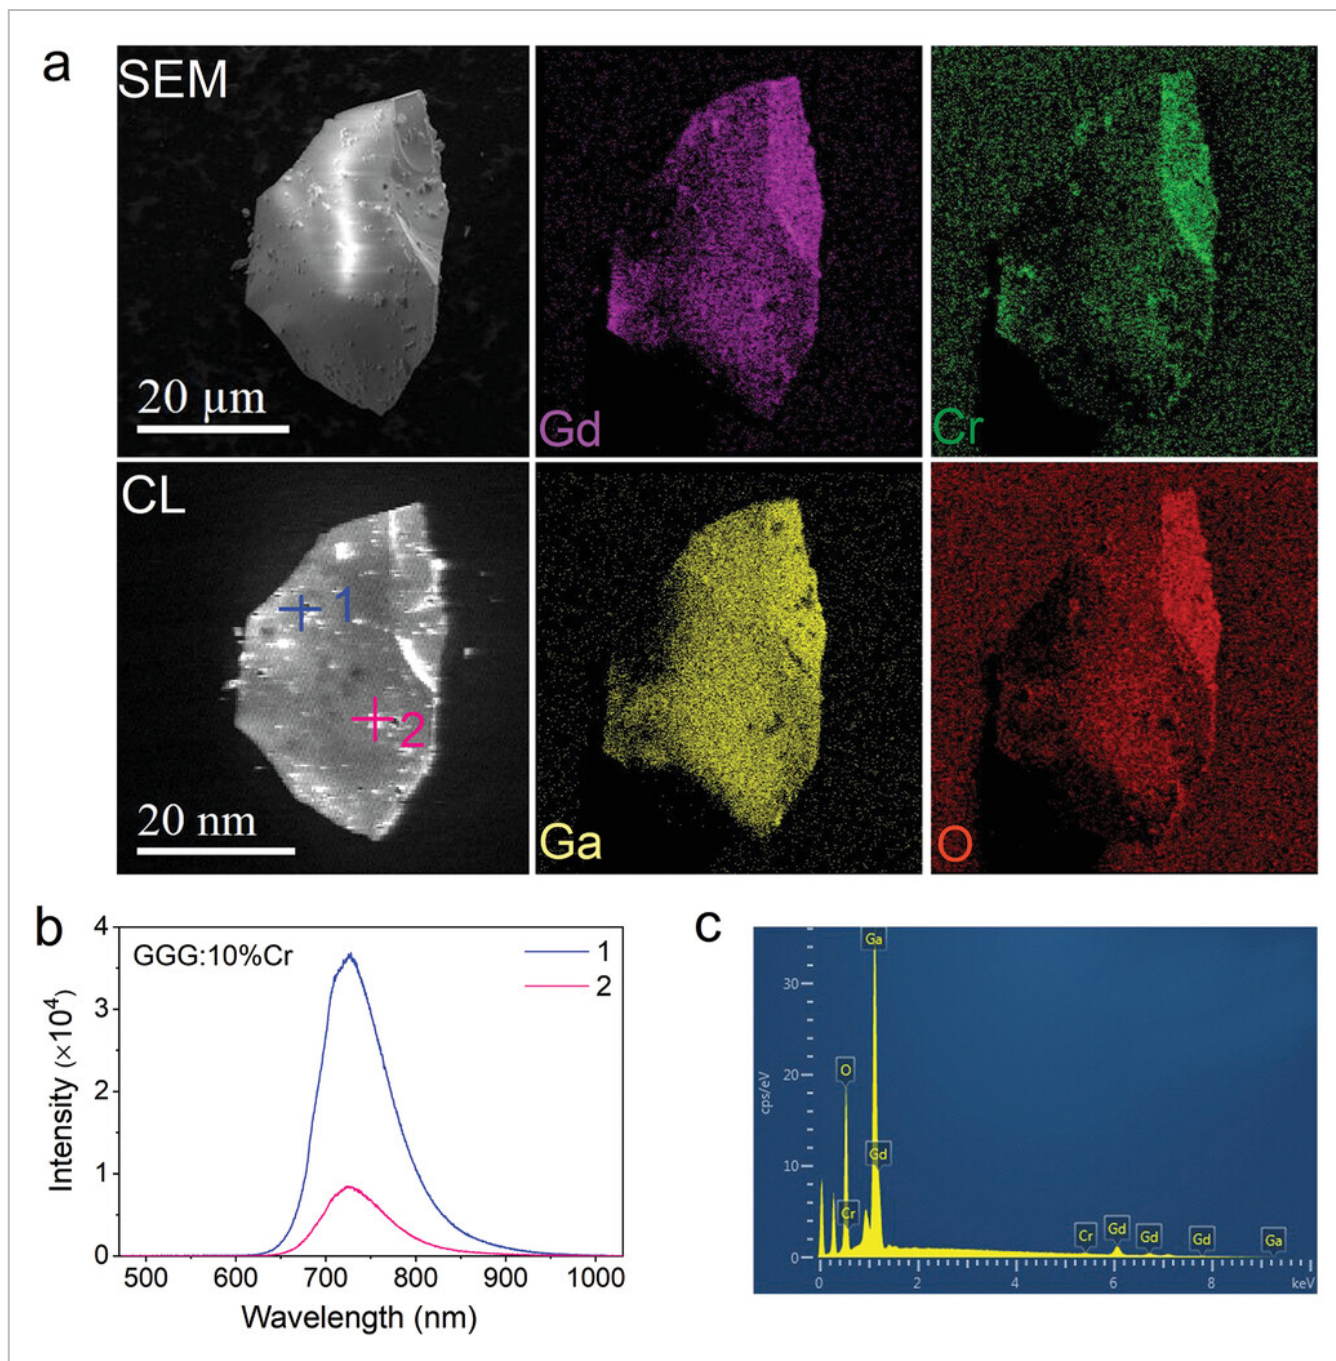 a
SEM
20 µm
Gd
Cr
CL
1
2
20 nm
Ga
O
b
GGG:10%Cr
1
2
Intensity (×10⁴)
4
3
2
1
0
500 600 700 800 900 1000
Wavelength (nm)
c
cps/eV
30
20
10
0
Ga
O
Gd
Cr
Cr
Gd
Gd
Gd
Ga
0 2 4 6 8 keV